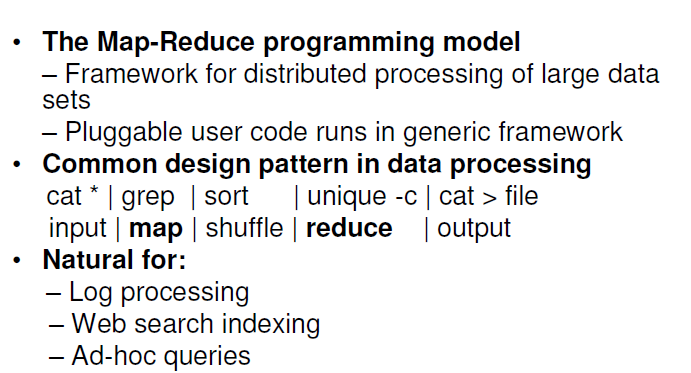 • The Map-Reduce programming model
– Framework for distributed processing of large data
sets
– Pluggable user code runs in generic framework
• Common design pattern in data processing
cat * | grep | sort | unique -c | cat > file
input | map | shuffle | reduce | output
• Natural for:
– Log processing
– Web search indexing
– Ad-hoc queries